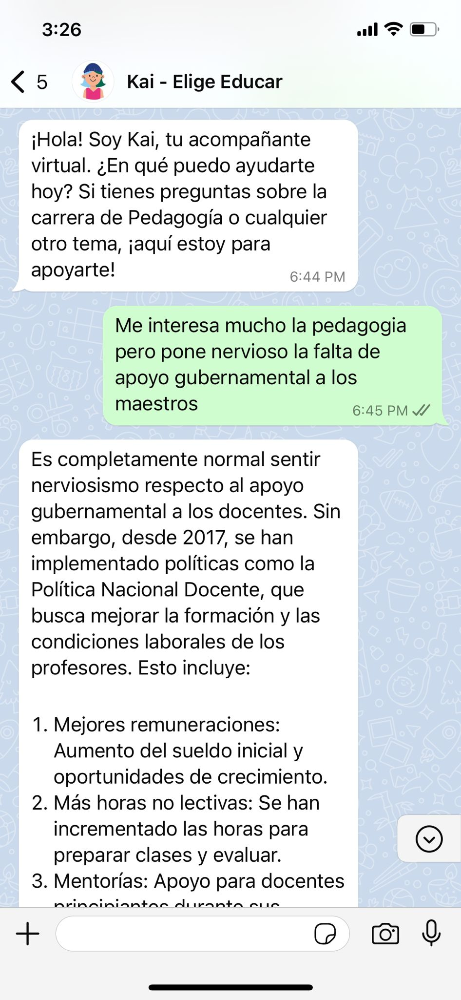 3:26
5
Kai - Elige Educar
¡Hola! Soy Kai, tu acompañante
virtual. ¿En qué puedo ayudarte
hoy? Si tienes preguntas sobre la
carrera de Pedagogía o cualquier
otro tema, ¡aquí estoy para
apoyarte!
6:44 PM
Me interesa mucho la pedagogia
pero pone nervioso la falta de
apoyo gubernamental a los
maestros
6:45 PM
Es completamente normal sentir
nerviosismo respecto al apoyo
gubernamental a los docentes. Sin
embargo, desde 2017, se han
implementado políticas como la
Política Nacional Docente, que
busca mejorar la formación y las
condiciones laborales de los
profesores. Esto incluye:
1. Mejores remuneraciones:
Aumento del sueldo inicial y
oportunidades de crecimiento.
2. Más horas no lectivas: Se han
incrementado las horas para
preparar clases y evaluar.
3. Mentorías: Apoyo para docentes
principiantes durante sus